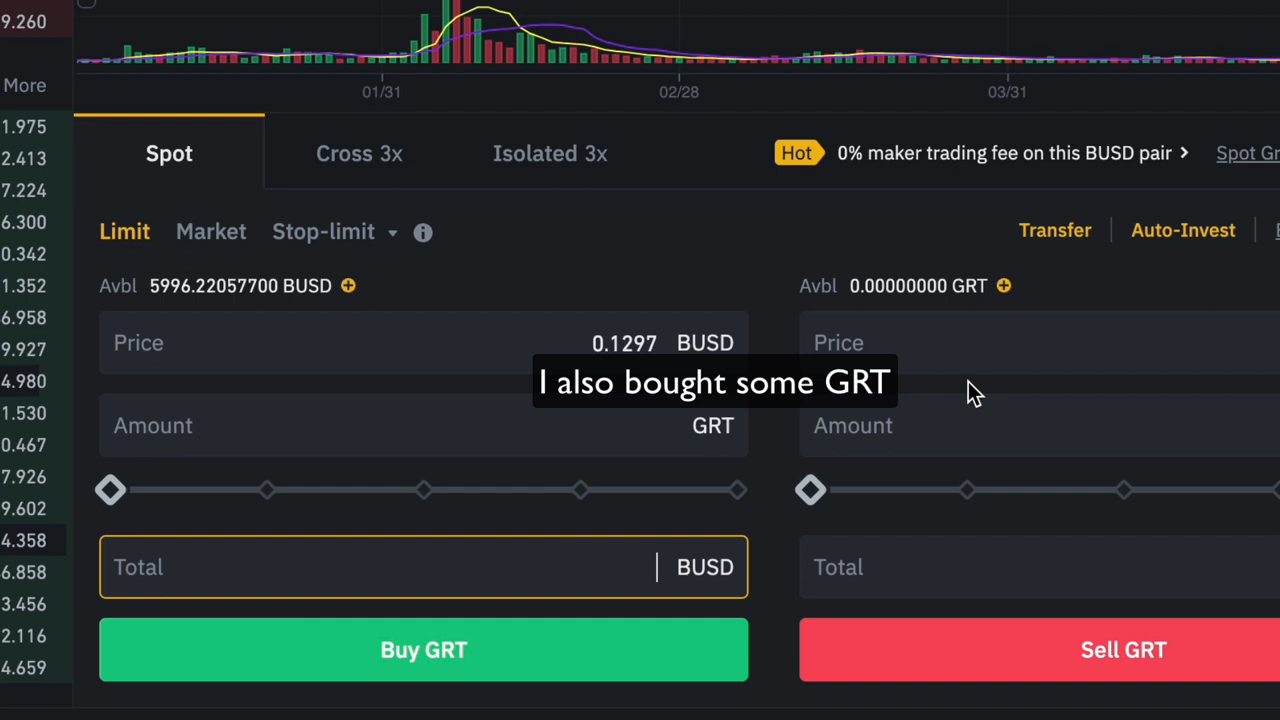 9.260
More
01/31 02/28 03/31
1.975
2.413
7.224
6.300
0.342
1.352
6.958
9.927
4.980
1.530
0.467
7.926
9.602
4.358
6.858
3.456
2.116
4.659
Spot Cross 3x Isolated 3x Hot 0% maker trading fee on this BUSD pair Spot Gr
Limit Market Stop-limit Transfer Auto-Invest
Avbl 5996.22057700 BUSD Avbl 0.00000000 GRT
Price 0.1297 BUSD Price
I also bought some GRT
Amount GRT Amount
Total BUSD Total
Buy GRT Sell GRT